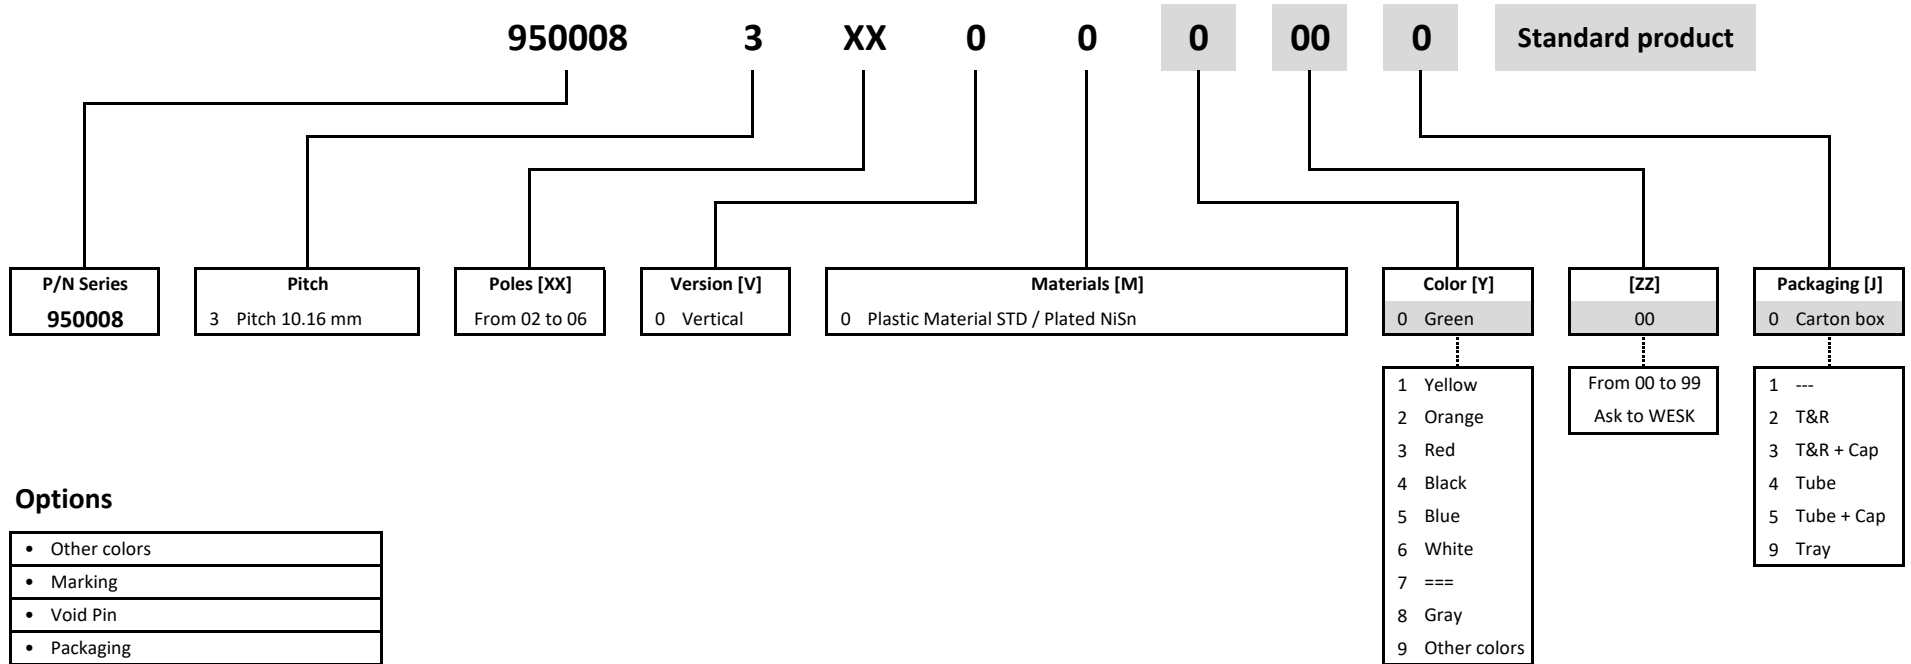 950008 3 XX 0 0 0 00 0 Standard product
P/N Series
950008
Pitch
3 Pitch 10.16 mm
Poles [XX]
From 02 to 06
Version [V]
0 Vertical
Materials [M]
0 Plastic Material STD / Plated NiSn
Color [Y]
0 Green
1 Yellow
2 Orange
3 Red
4 Black
5 Blue
6 White
7 ===
8 Gray
9 Other colors
[ZZ]
00
From 00 to 99
Ask to WESK
Packaging [J]
0 Carton box
1 ---
2 T&R
3 T&R + Cap
4 Tube
5 Tube + Cap
9 Tray
Options
• Other colors
• Marking
• Void Pin
• Packaging